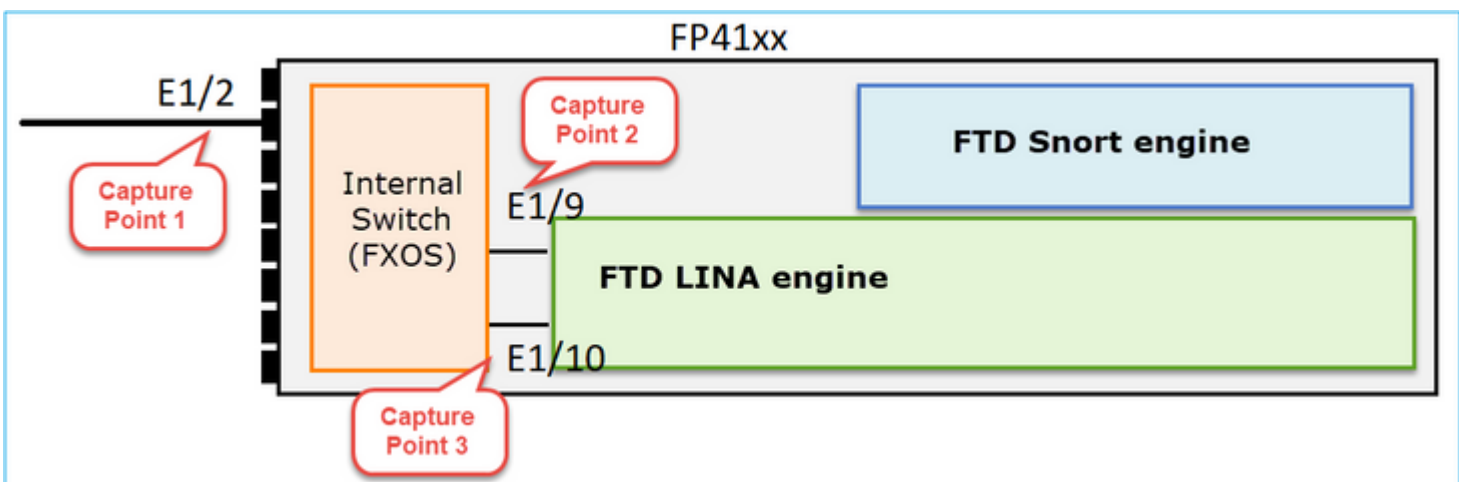 FP41xx
E1/2
Capture
Point 1
Internal
Switch
(FXOS)
Capture
Point 2
E1/9
E1/10
Capture
Point 3
FTD Snort engine
FTD LINA engine